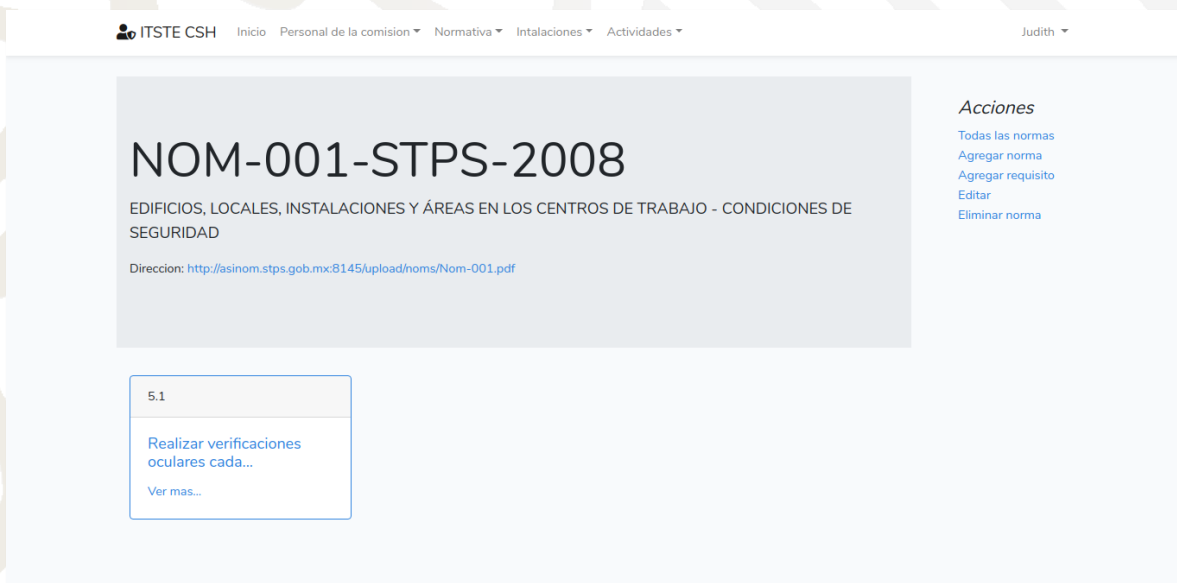 ITSTE CSH Inicio Personal de la comision Normativa Intalaciones Actividades Judith
NOM-001-STPS-2008
EDIFICIOS, LOCALES, INSTALACIONES Y ÁREAS EN LOS CENTROS DE TRABAJO - CONDICIONES DE
SEGURIDAD
Direccion: http://asinom.stps.gob.mx:8145/upload/noms/Nom-001.pdf
Acciones
Todas las normas
Agregar norma
Agregar requisito
Editar
Eliminar norma
5.1
Realizar verificaciones
oculares cada...
Ver mas...